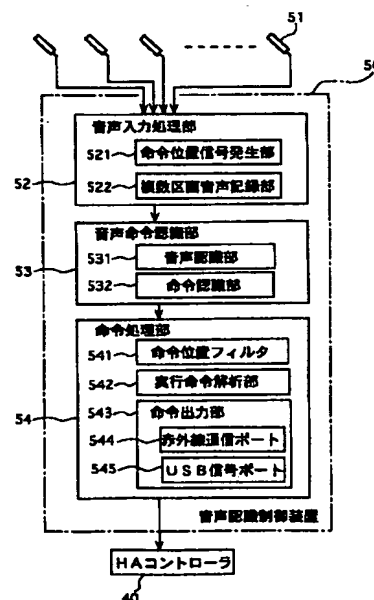 51
50
音声入力処理部
521
命令位置信号発生部
52
522
複数区画音声記録部
音声命令認識部
531
音声認識部
53
532
命令認識部
命令処理部
541
命令位置フィルタ
542
実行命令解析部
543
命令出力部
54
544
赤外線通信ポート
545
USB信号ポート
音声認識制御装置
HAコントローラ
40